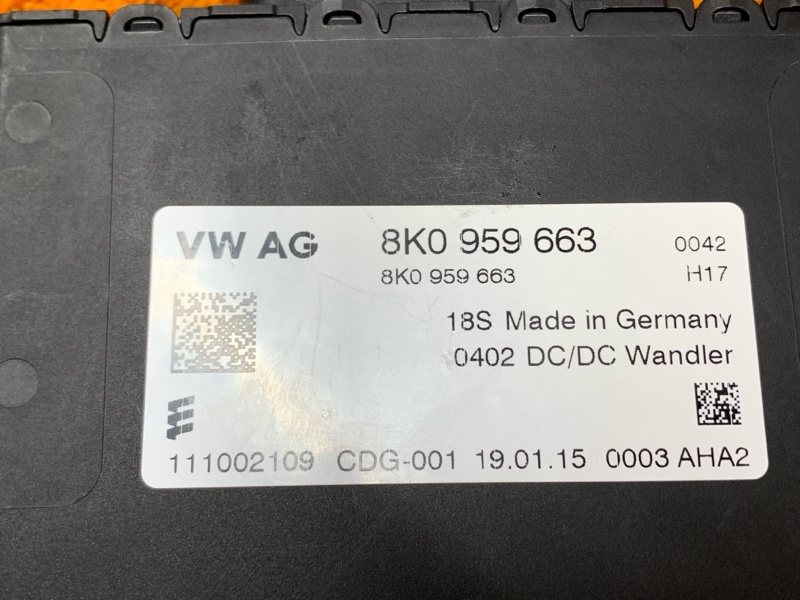 VW AG 8K0 959 663 0042
8K0 959 663 H17
18S Made in Germany
0402 DC/DC Wandler
111002109 CDG-001 19.01.15 0003 AHA2